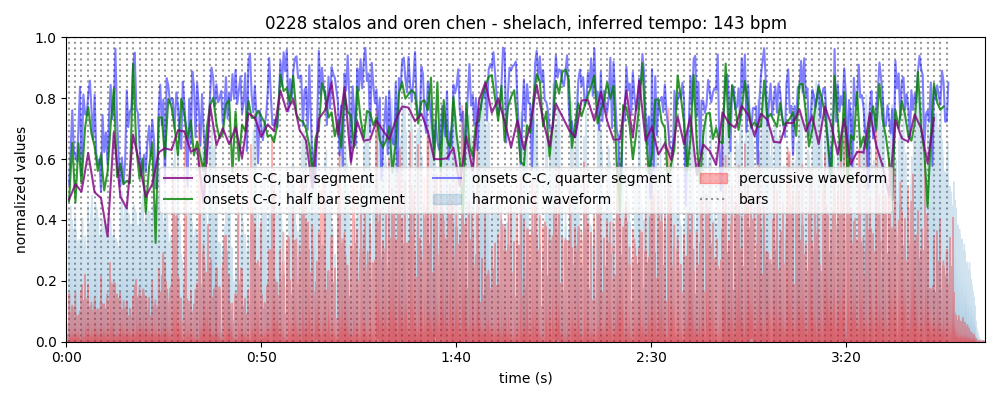 0228 stalos and oren chen - shelach, inferred tempo: 143 bpm
1.0
0.8
0.6
0.4
0.2
0.0
normalized values
onsets C-C, bar segment
onsets C-C, half bar segment
onsets C-C, quarter segment
harmonic waveform
percussive waveform
bars
0:00 0:50 1:40 2:30 3:20
time (s)